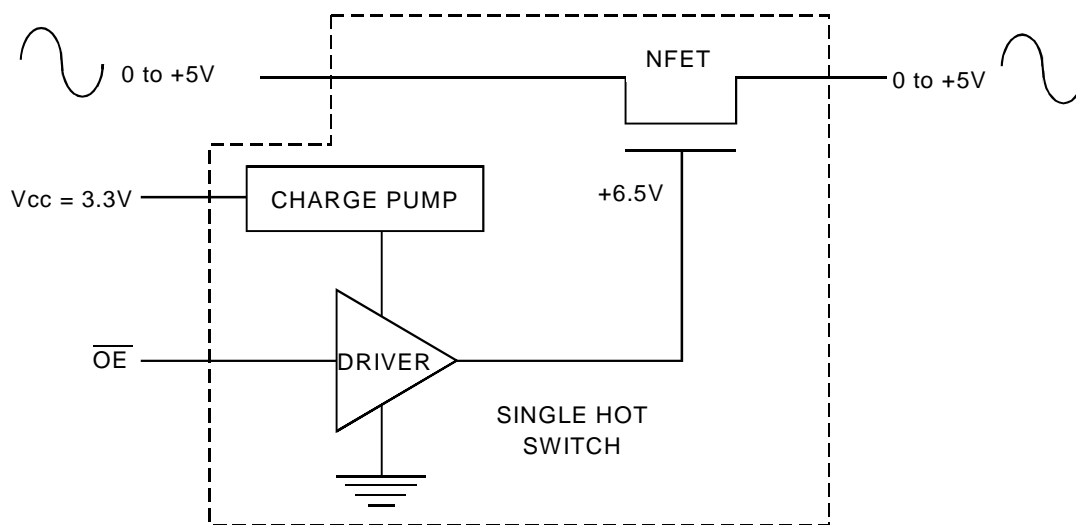 NFET
0 to +5V
0 to +5V
Vcc = 3.3V
CHARGE PUMP
+6.5V
OE
DRIVER
SINGLE HOT
SWITCH